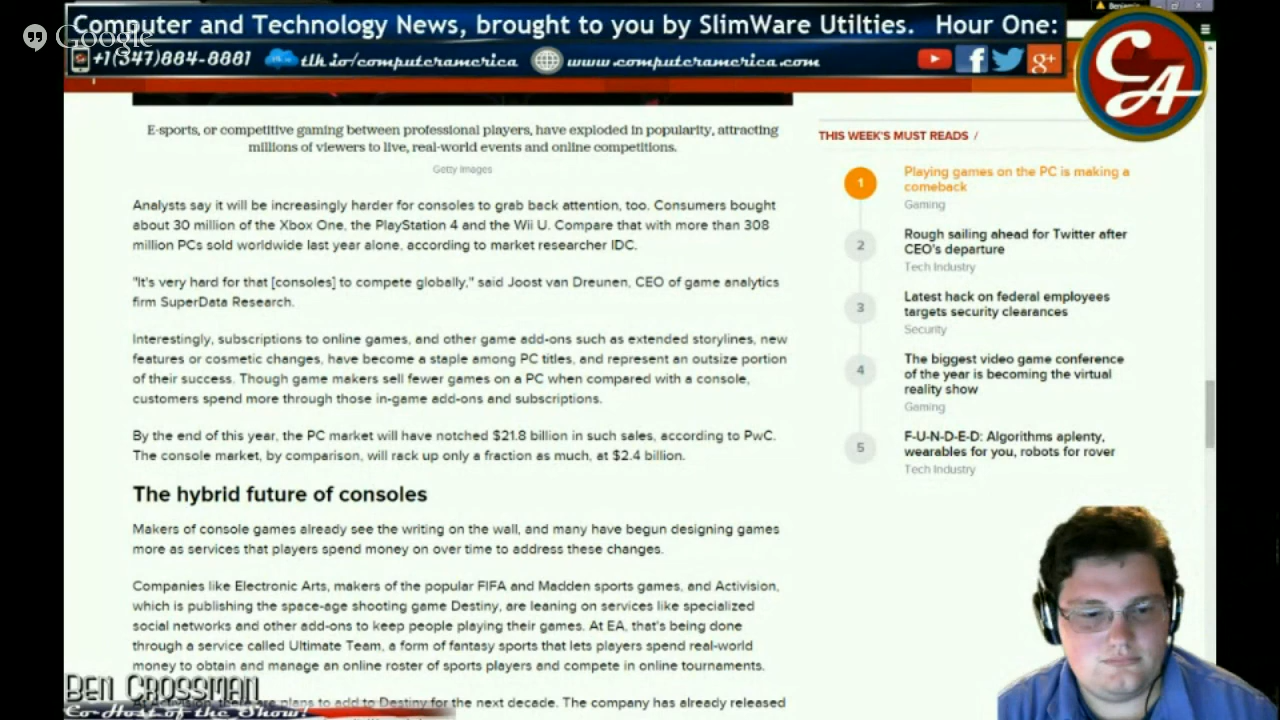 Computer and Technology News, brought to you by SlimWare Utilties. Hour One:
Google
+1(347)884-8881 tlk.io/computeramerica www.computeramerica.com
g+
CA
E-sports, or competitive gaming between professional players, have exploded in popularity, attracting
millions of viewers to live, real-world events and online competitions.
Getty Images
Analysts say it will be increasingly harder for consoles to grab back attention, too. Consumers bought
about 30 million of the Xbox One, the PlayStation 4 and the Wii U. Compare that with more than 308
million PCs sold worldwide last year alone, according to market researcher IDC.
"It's very hard for that [consoles] to compete globally," said Joost van Dreunen, CEO of game analytics
firm SuperData Research.
Interestingly, subscriptions to online games, and other game add-ons such as extended storylines, new
features or cosmetic changes, have become a staple among PC titles, and represent an outsize portion
of their success. Though game makers sell fewer games on a PC when compared with a console,
customers spend more through those in-game add-ons and subscriptions.
By the end of this year, the PC market will have notched $21.8 billion in such sales, according to PwC.
The console market, by comparison, will rack up only a fraction as much, at $2.4 billion.
The hybrid future of consoles
Makers of console games already see the writing on the wall, and many have begun designing games
more as services that players spend money on over time to address these changes.
Companies like Electronic Arts, makers of the popular FIFA and Madden sports games, and Activision,
which is publishing the space-age shooting game Destiny, are leaning on services like specialized
social networks and other add-ons to keep people playing their games. At EA, that's being done
through a service called Ultimate Team, a form of fantasy sports that lets players spend real-world
money to obtain and manage an online roster of sports players and compete in online tournaments.
plans to add to Destiny for the next decade. The company has already released
THIS WEEK'S MUST READS /
1 Playing games on the PC is making a
comeback
Gaming
2 Rough sailing ahead for Twitter after
CEO's departure
Tech Industry
3 Latest hack on federal employees
targets security clearances
Security
4 The biggest video game conference
of the year is becoming the virtual
reality show
Gaming
5 F-U-N-D-E-D: Algorithms aplenty,
wearables for you, robots for rover
Tech Industry
Ben Crossman
Co-Host of the Show!